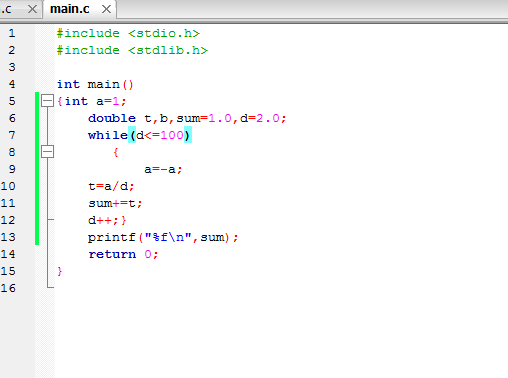 .c main.c
1 #include <stdio.h>
2 #include <stdlib.h>
3
4 int main()
5 {int a=1;
6 double t,b,sum=1.0,d=2.0;
7 while(d<=100)
8 {
9 a=-a;
10 t=a/d;
11 sum+=t;
12 d++;}
13 printf("%f\n",sum);
14 return 0;
15 }
16